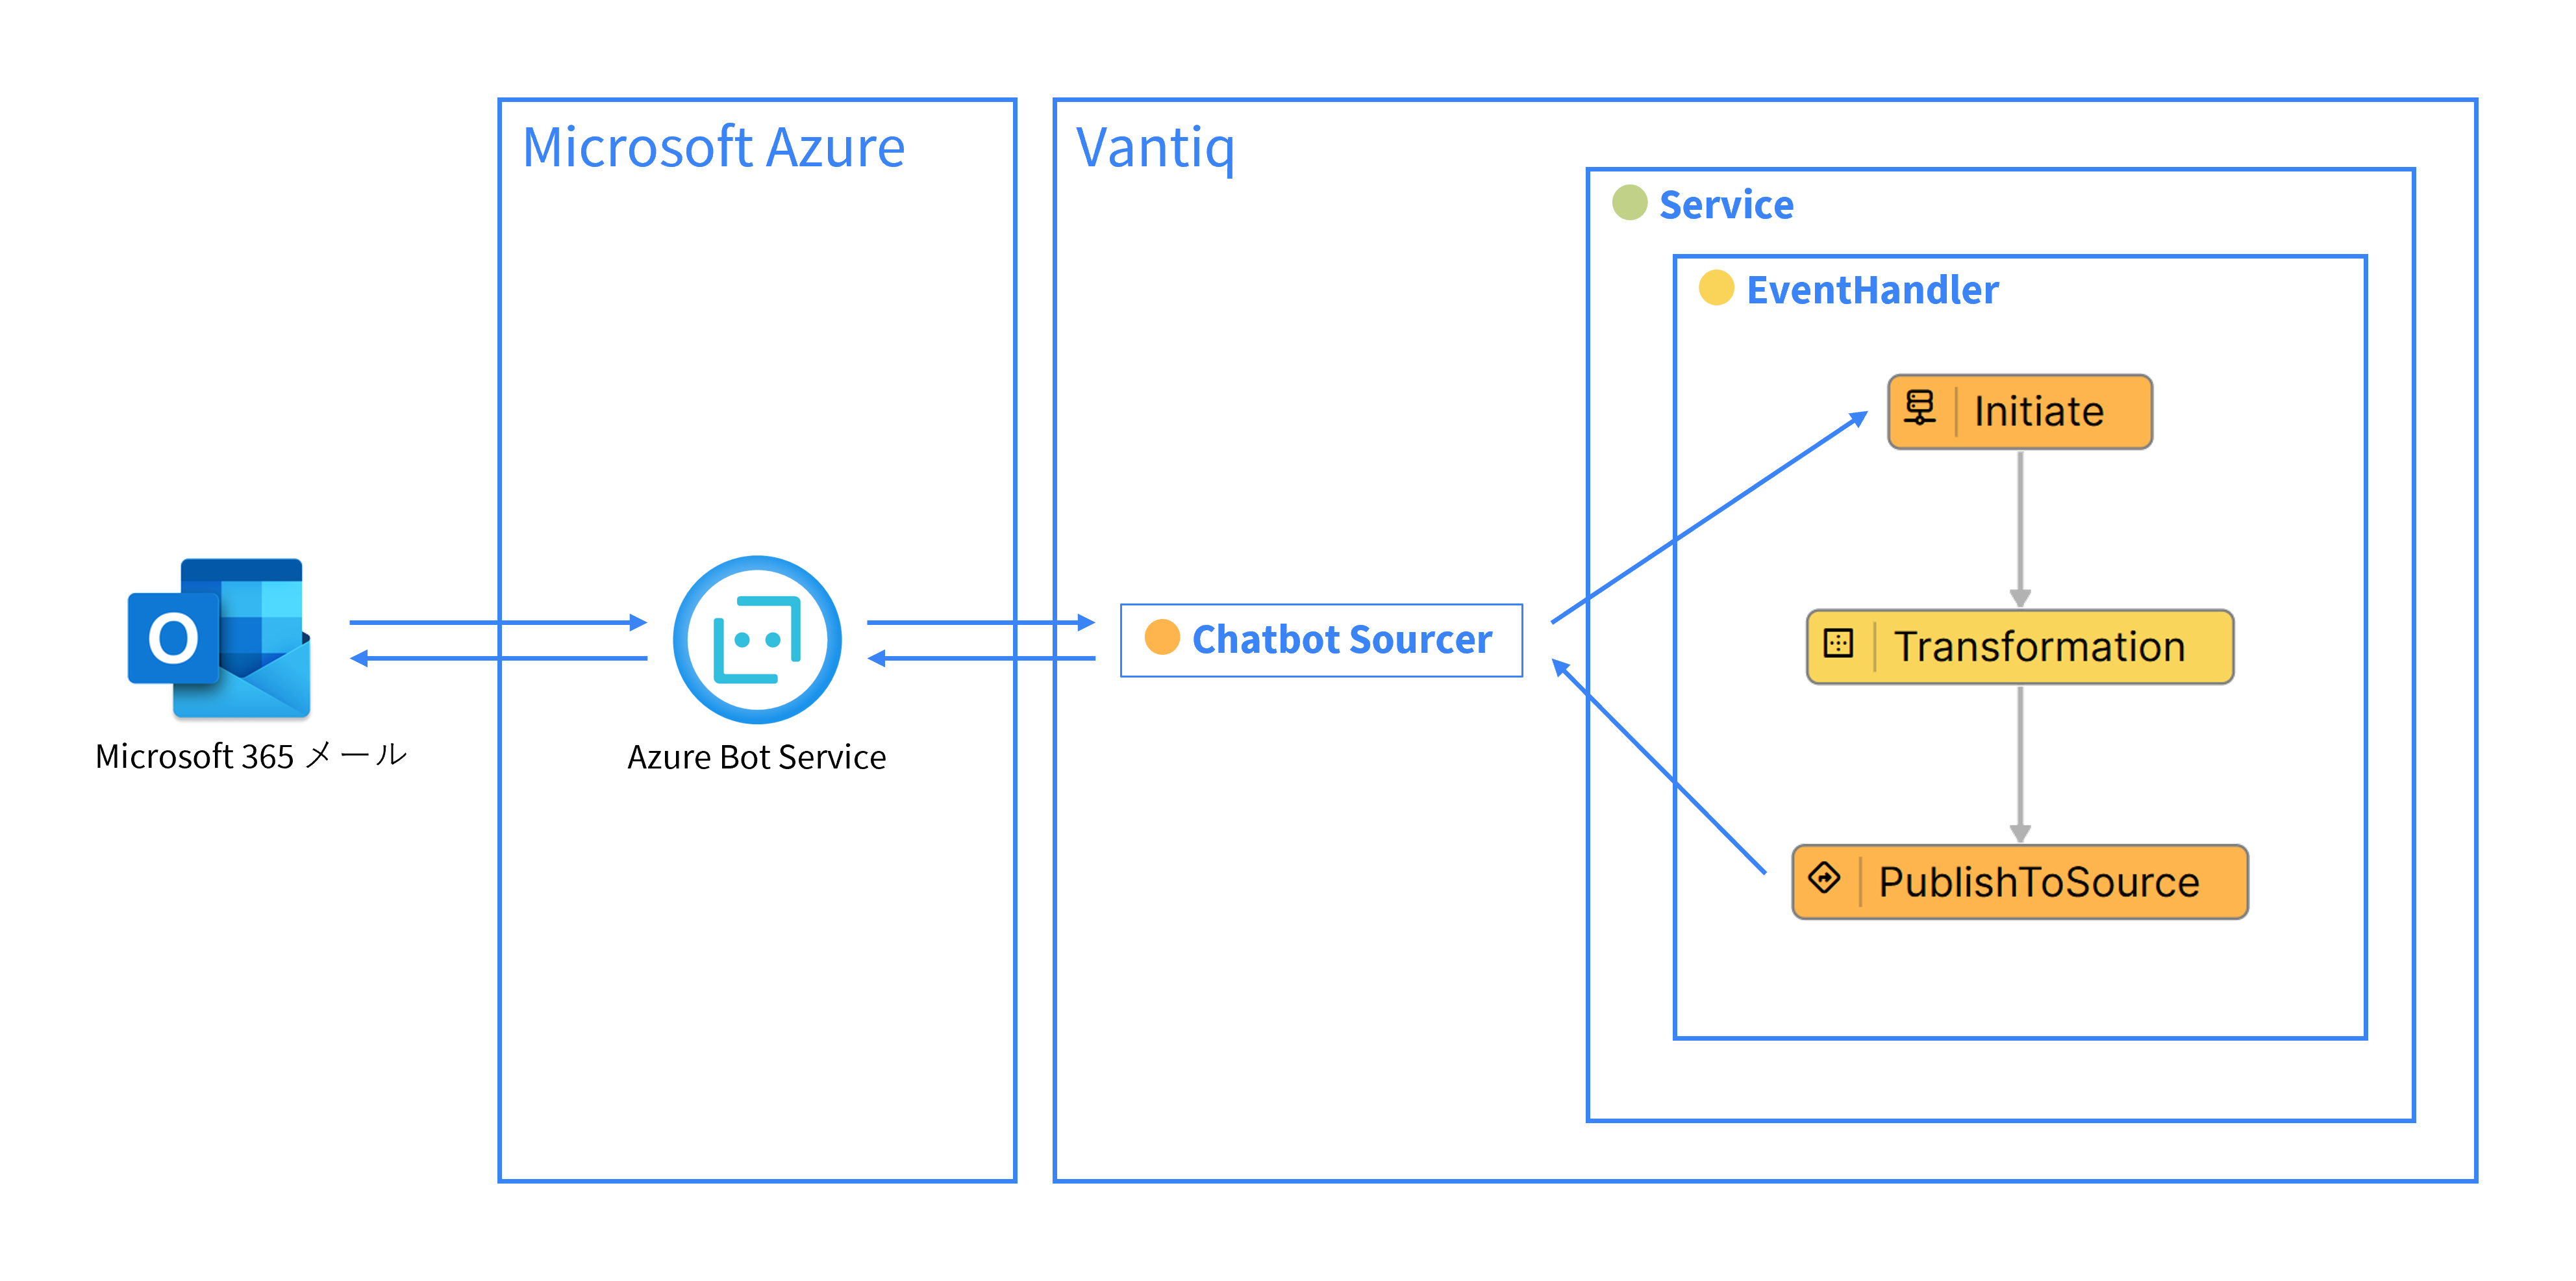 Microsoft Azure
Vantiq
Service
EventHandler
Initiate
Transformation
PublishToSource
Chatbot Sourcer
O
Microsoft 365 メール
Azure Bot Service